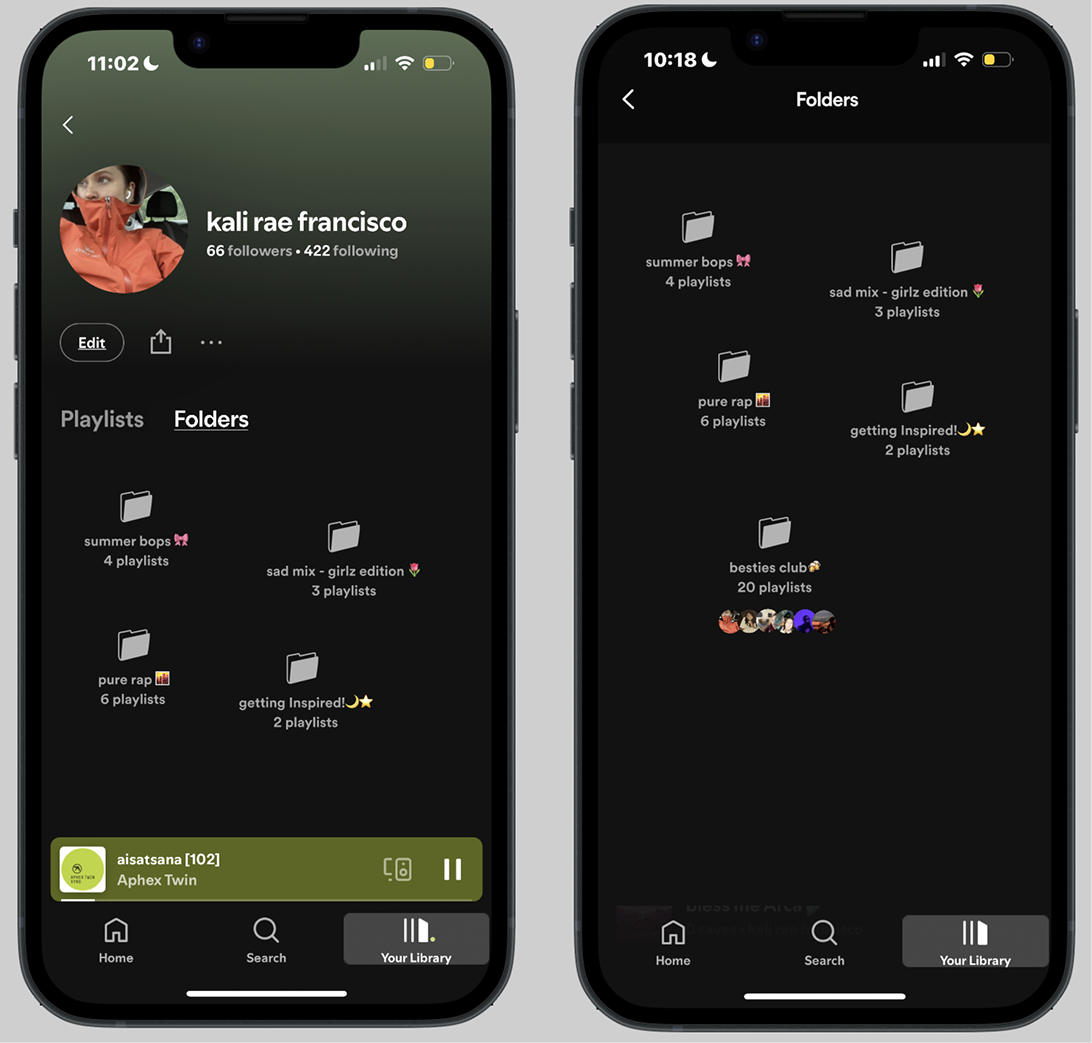 11:02
kali rae francisco
66 followers • 422 following
Edit
Playlists
Folders
summer bops 🎀
4 playlists
sad mix - girlz edition 🌷
3 playlists
pure rap 🌇
6 playlists
getting Inspired!🌙⭐
2 playlists
aisatsana [102]
Aphex Twin
Home
Search
Your Library
10:18
Folders
summer bops 🎀
4 playlists
sad mix - girlz edition 🌷
3 playlists
pure rap 🌇
6 playlists
getting Inspired!🌙⭐
2 playlists
besties club🍻
20 playlists
Bless me Arca
Home
Search
Your Library